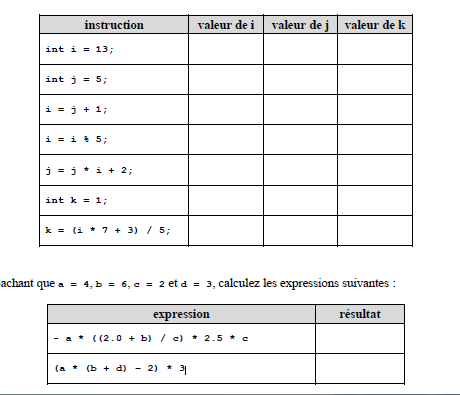 instruction valeur de i valeur de j valeur de k
int i = 13;
int j = 5;
i = j + 1;
i = i % 5;
j = j * i + 2;
int k = 1;
k = (i * 7 + 3) / 5;
achant que a = 4, b = 6, c = 2 et d = 3, calculez les expressions suivantes :
expression résultat
- a * ((2.0 + b) / c) * 2.5 * c
(a * (b + d) - 2) * 3